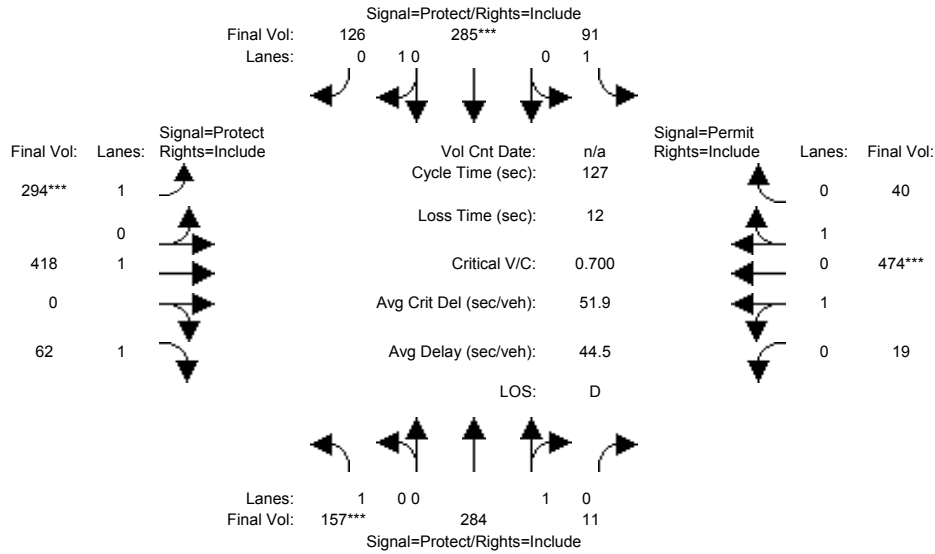 Signal=Protect/Rights=Include
Final Vol: 126 285*** 91
Lanes: 0 1 0 0 1
Signal=Protect Signal=Permit
Final Vol: Lanes: Rights=Include Vol Cnt Date: n/a Rights=Include Lanes: Final Vol:
Cycle Time (sec): 127
294*** 1 0 40
Loss Time (sec): 12
0 1
418 1 Critical V/C: 0.700 0 474***
0 0 Avg Crit Del (sec/veh): 51.9 1
62 1 Avg Delay (sec/veh): 44.5 0 19
LOS: D
Lanes: 1 0 0 1 0
Final Vol: 157*** 284 11
Signal=Protect/Rights=Include